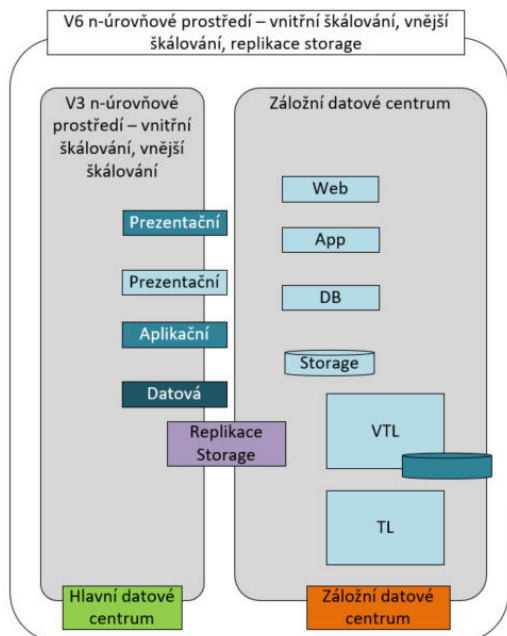 V6 n-úrovňové prostředí – vnitřní škálování, vnější
škálování, replikace storage
V3 n-úrovňové
prostředí – vnitřní
škálování, vnější
škálování
Prezentační
Prezentační
Aplikační
Datová
Replikace
Storage
Hlavní datové
centrum
Záložní datové centrum
Web
App
DB
Storage
VTL
TL
Záložní datové
centrum